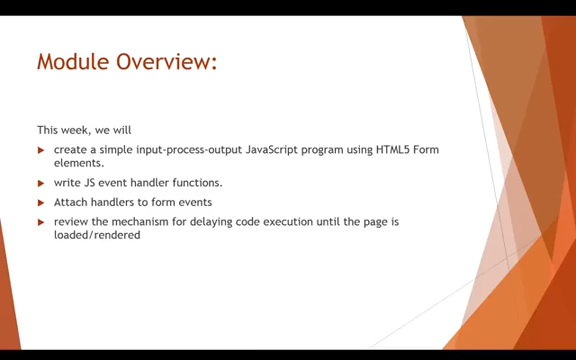 Module Overview:
This week, we will
create a simple input-process-output JavaScript program using HTML5 Form
elements.
write JS event handler functions.
Attach handlers to form events
review the mechanism for delaying code execution until the page is
loaded/rendered